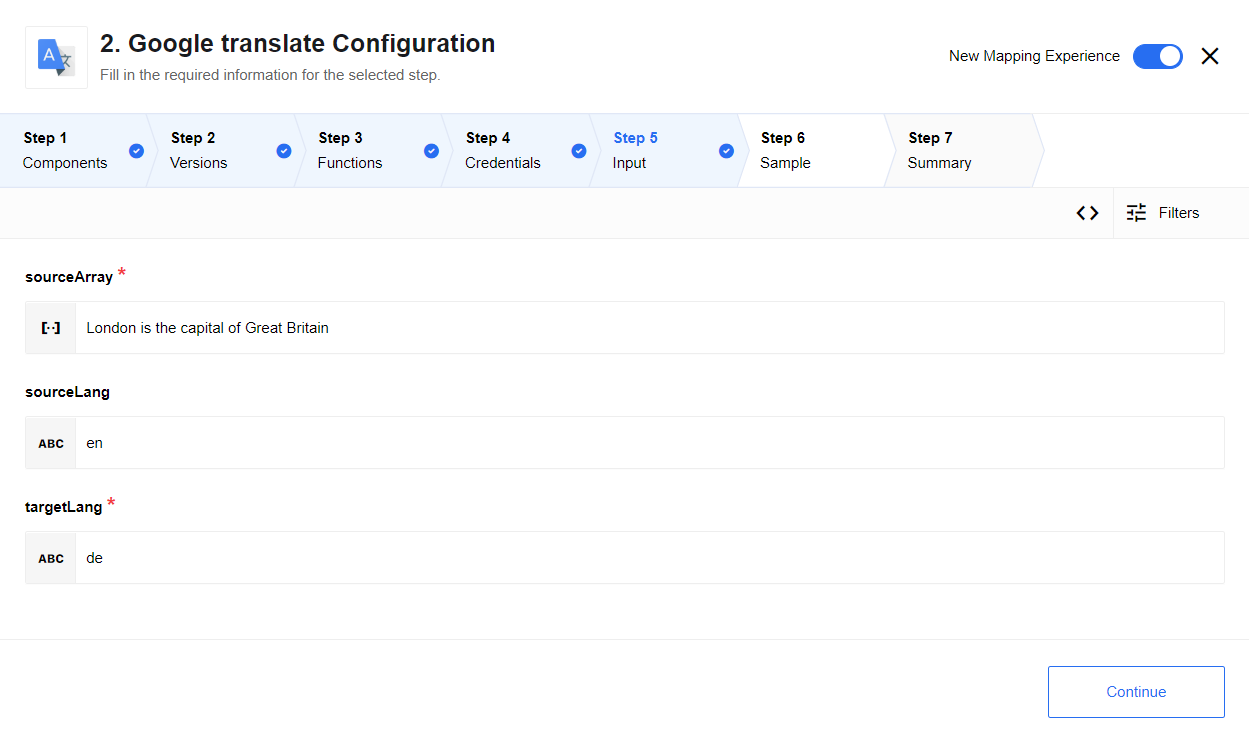 2. Google translate Configuration
Fill in the required information for the selected step.
New Mapping Experience
Step 1
Components
Step 2
Versions
Step 3
Functions
Step 4
Credentials
Step 5
Input
Step 6
Sample
Step 7
Summary
Filters
sourceArray *
London is the capital of Great Britain
sourceLang
ABC en
targetLang *
ABC de
Continue